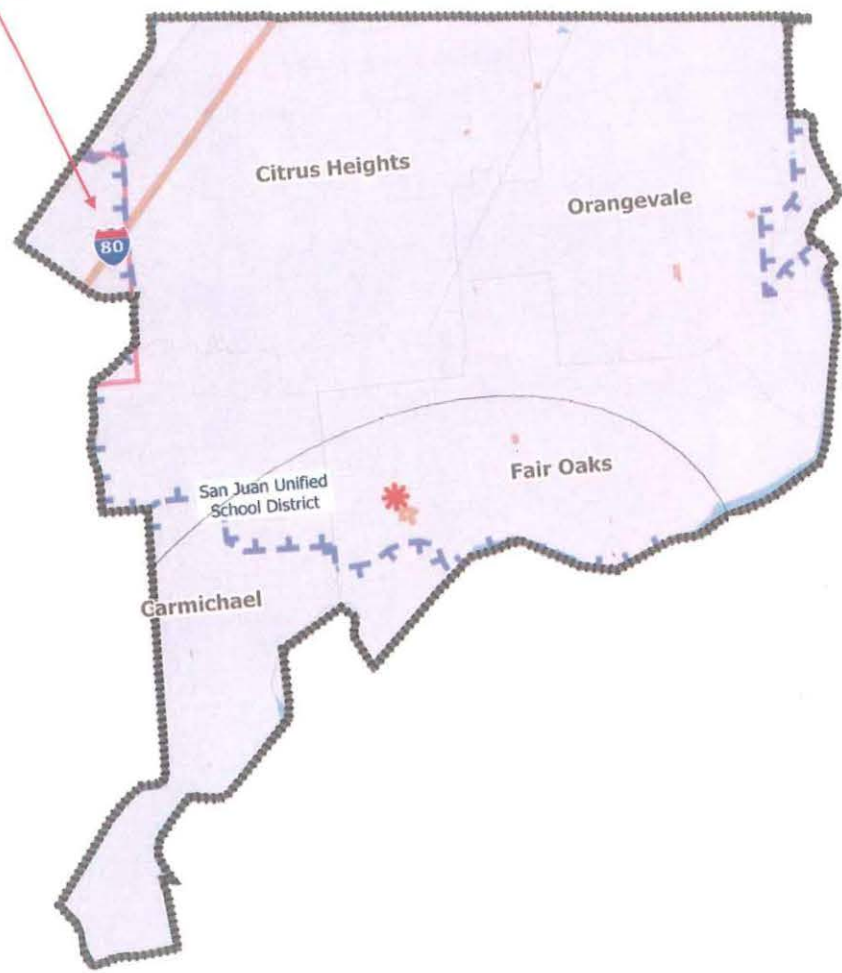 Citrus Heights
Orangevale
80
Fair Oaks
San Juan Unified
School District
Carmichael